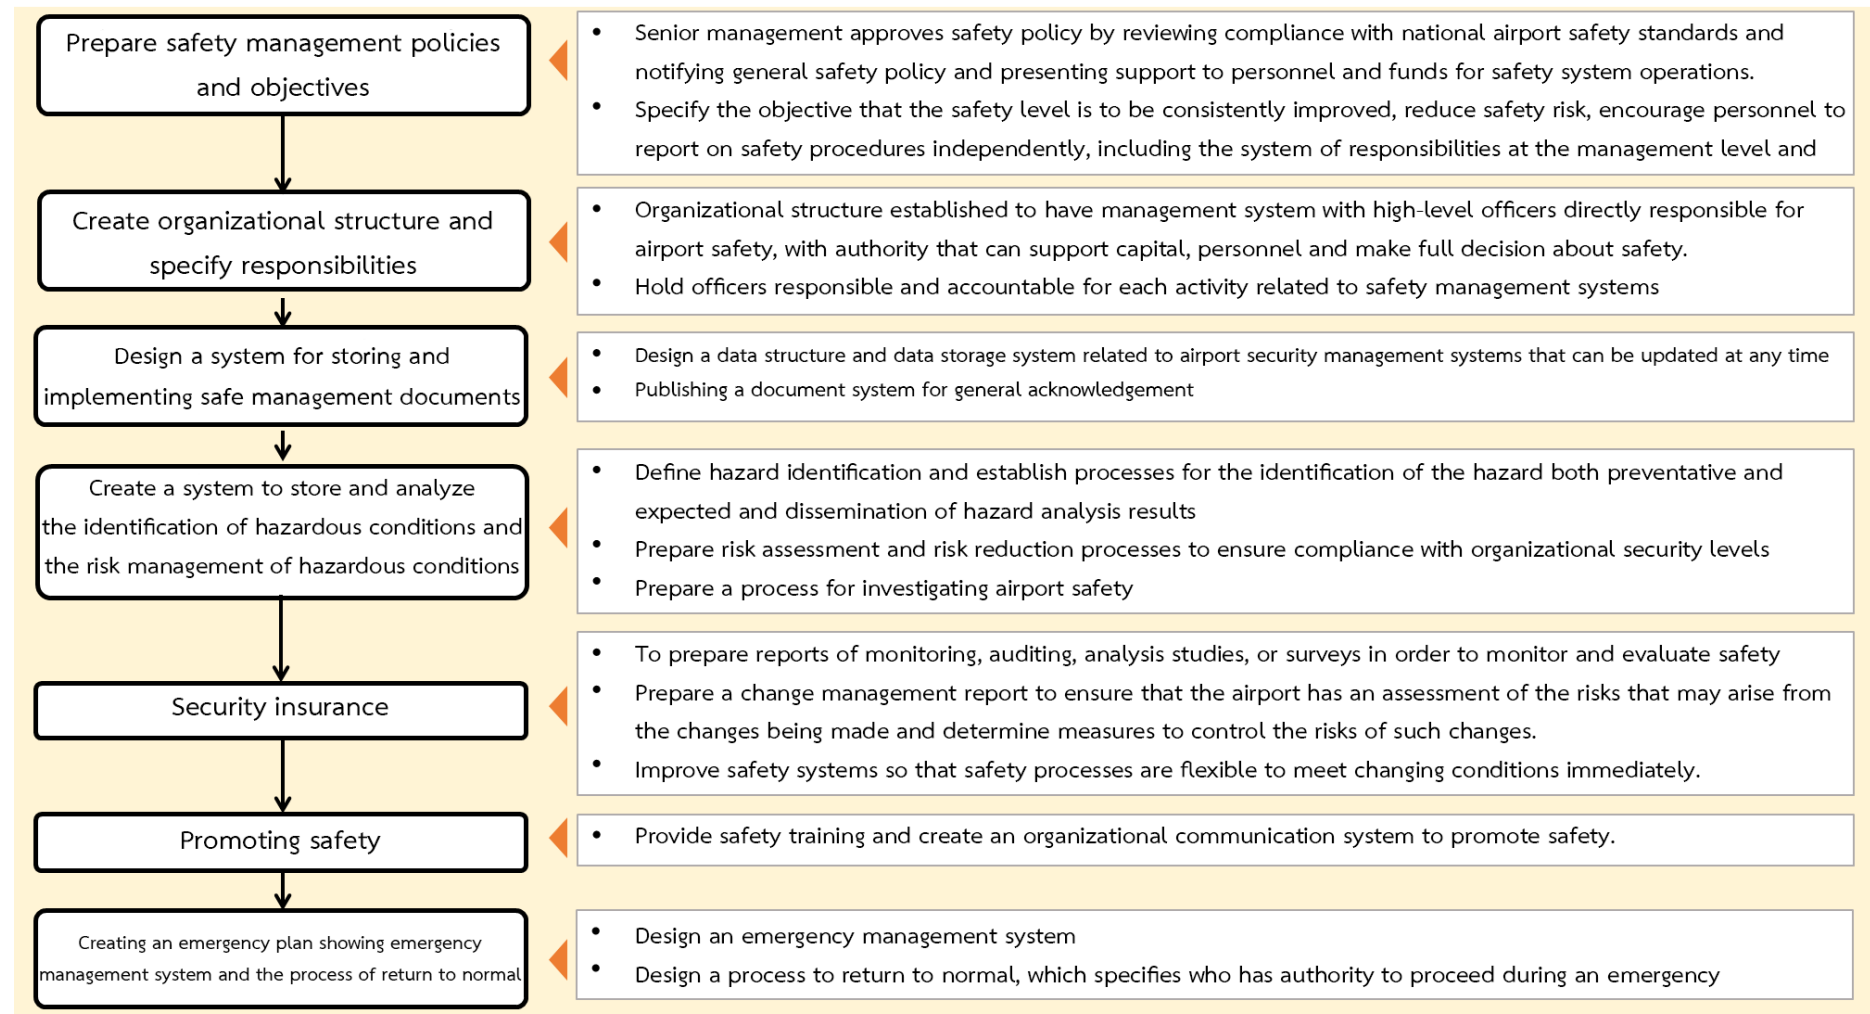 Prepare safety management policies
and objectives
• Senior management approves safety policy by reviewing compliance with national airport safety standards and
notifying general safety policy and presenting support to personnel and funds for safety system operations.
• Specify the objective that the safety level is to be consistently improved, reduce safety risk, encourage personnel to
report on safety procedures independently, including the system of responsibilities at the management level and
Create organizational structure and
specify responsibilities
• Organizational structure established to have management system with high-level officers directly responsible for
airport safety, with authority that can support capital, personnel and make full decision about safety.
• Hold officers responsible and accountable for each activity related to safety management systems
Design a system for storing and
implementing safe management documents
• Design a data structure and data storage system related to airport security management systems that can be updated at any time
• Publishing a document system for general acknowledgement
Create a system to store and analyze
the identification of hazardous conditions and
the risk management of hazardous conditions
• Define hazard identification and establish processes for the identification of the hazard both preventative and
expected and dissemination of hazard analysis results
• Prepare risk assessment and risk reduction processes to ensure compliance with organizational security levels
• Prepare a process for investigating airport safety
Security insurance
• To prepare reports of monitoring, auditing, analysis studies, or surveys in order to monitor and evaluate safety
• Prepare a change management report to ensure that the airport has an assessment of the risks that may arise from
the changes being made and determine measures to control the risks of such changes.
• Improve safety systems so that safety processes are flexible to meet changing conditions immediately.
Promoting safety
• Provide safety training and create an organizational communication system to promote safety.
Creating an emergency plan showing emergency
management system and the process of return to normal
• Design an emergency management system
• Design a process to return to normal, which specifies who has authority to proceed during an emergency